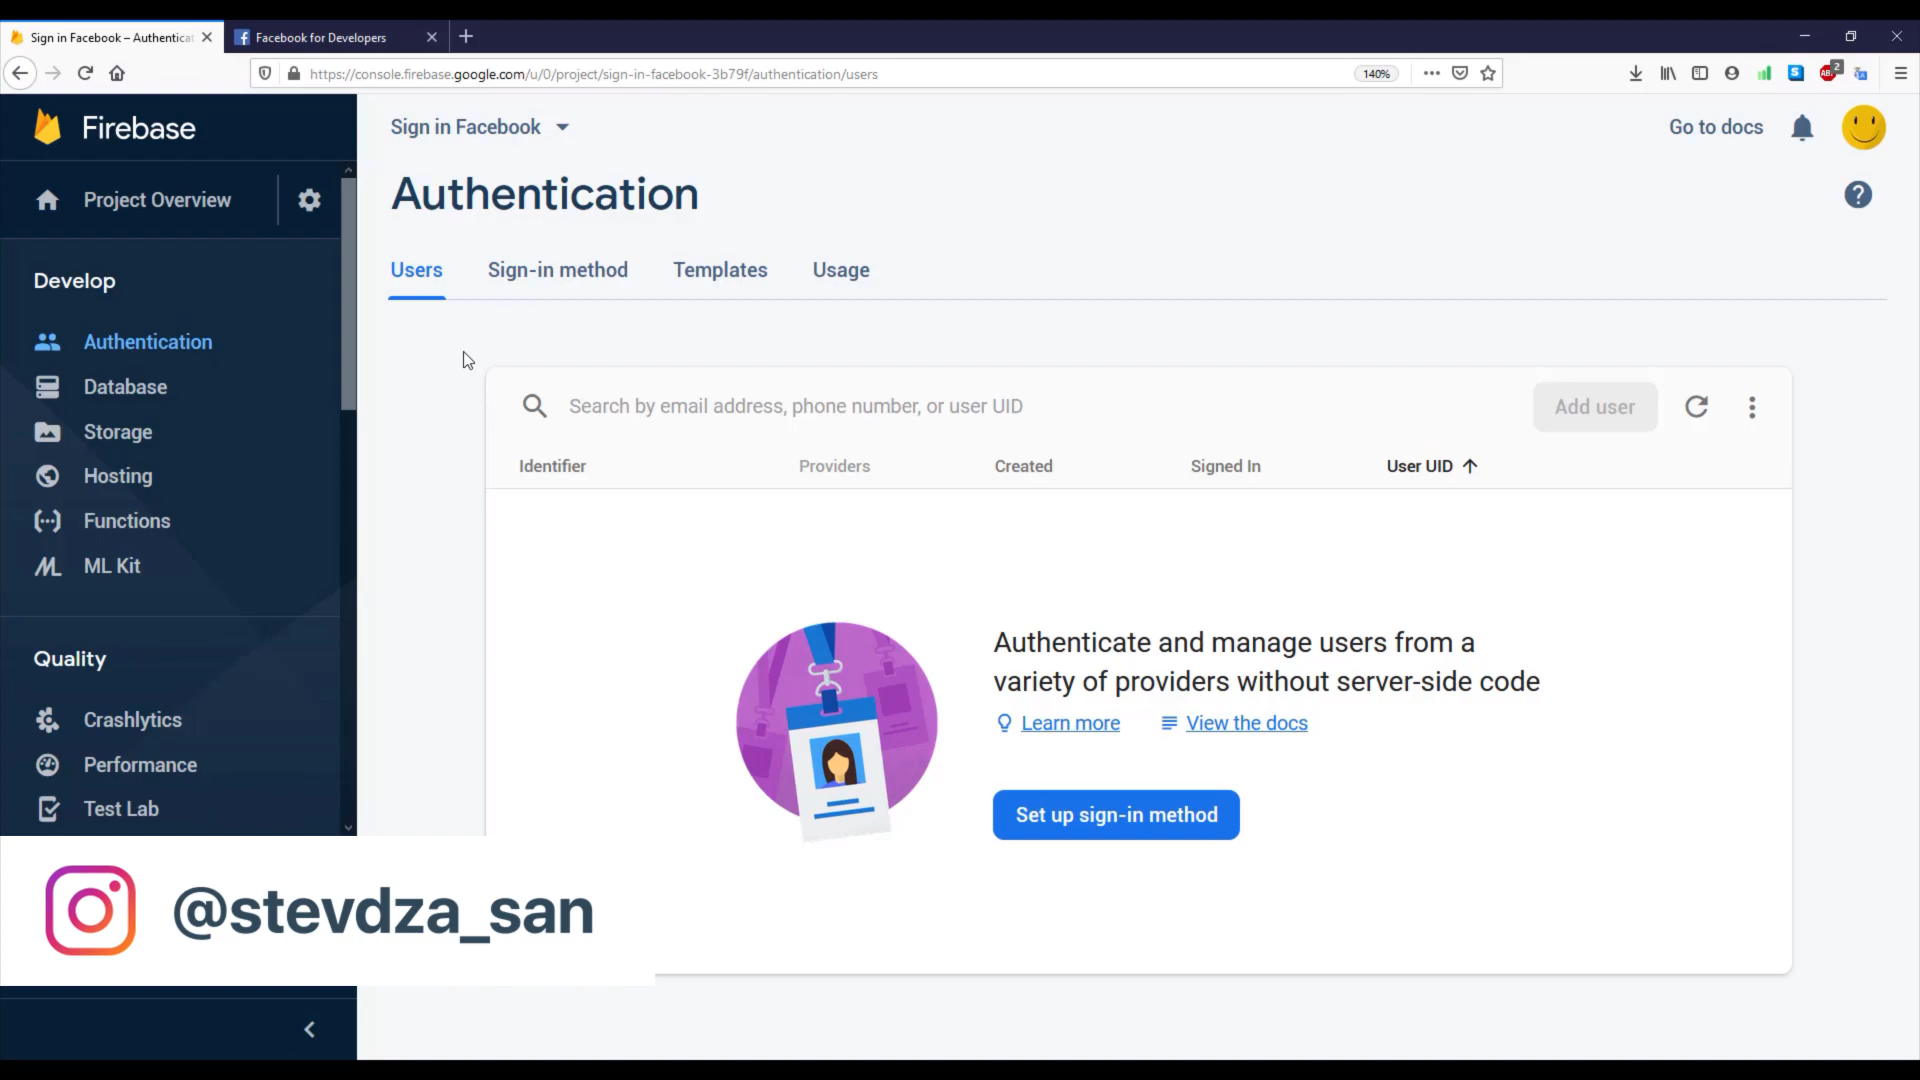 Sign in Facebook – Authenticat
Facebook for Developers
https://console.firebase.google.com/u/0/project/sign-in-facebook-3b79f/authentication/users
140%
2
Firebase
Sign in Facebook
Go to docs
Project Overview
Authentication
Users
Sign-in method
Templates
Usage
Develop
Authentication
Database
Storage
Hosting
Functions
ML Kit
Quality
Crashlytics
Performance
Test Lab
Search by email address, phone number, or user UID
Add user
Identifier
Providers
Created
Signed In
User UID
Authenticate and manage users from a
variety of providers without server-side code
Learn more
View the docs
Set up sign-in method
@stevdza_san